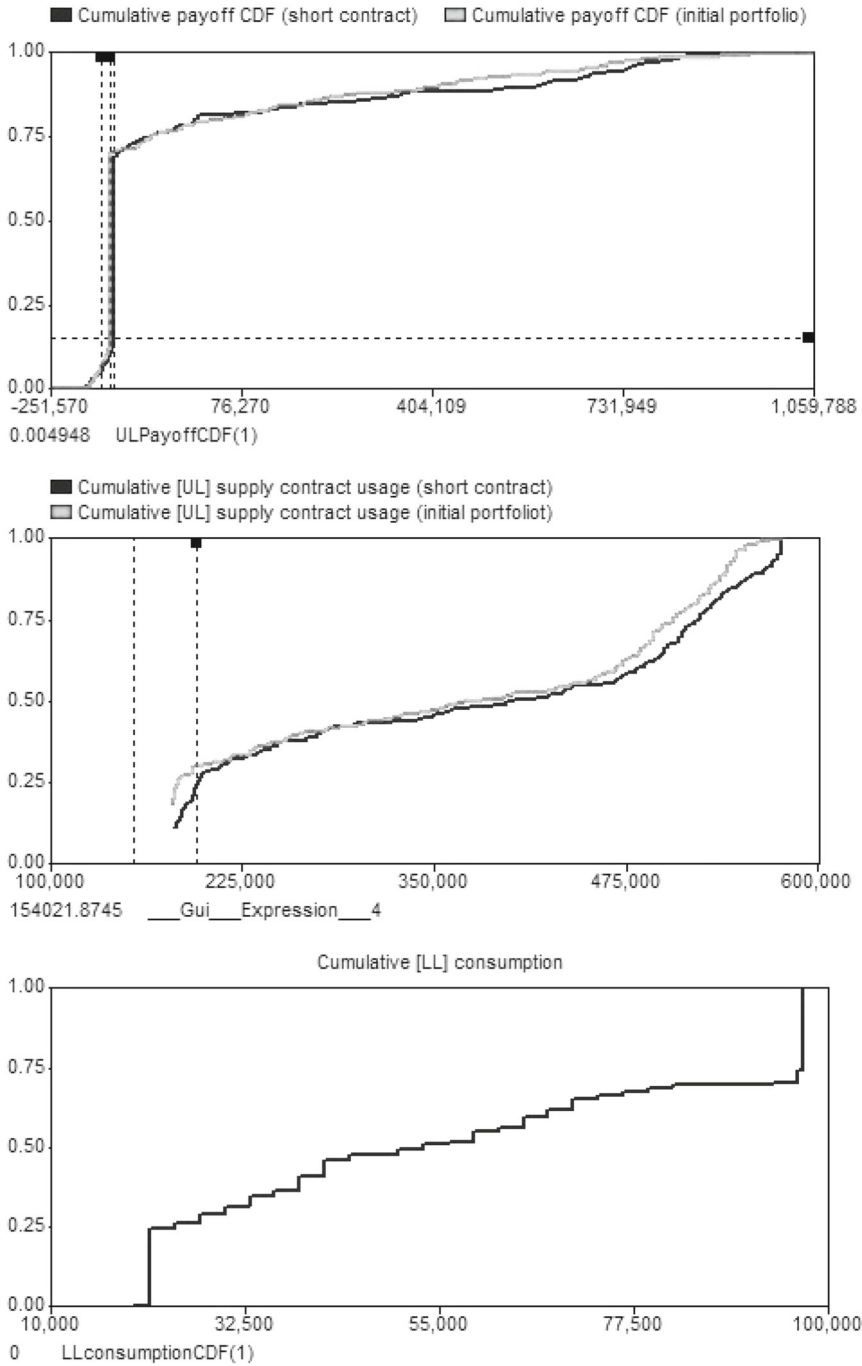 Cumulative payoff CDF (short contract) Cumulative payoff CDF (initial portfolio)
1.00
0.75
0.50
0.25
0.00
-251,570 76,270 404,109 731,949 1,059,788
0.004948 ULPayoffCDF(1)
Cumulative [UL] supply contract usage (short contract)
Cumulative [UL] supply contract usage (initial portfoliot)
1.00
0.75
0.50
0.25
0.00
100,000 225,000 350,000 475,000 600,000
154021.8745 ___Gui___Expression___4
Cumulative [LL] consumption
1.00
0.75
0.50
0.25
0.00
10,000 32,500 55,000 77,500 100,000
0 LLconsumptionCDF(1)